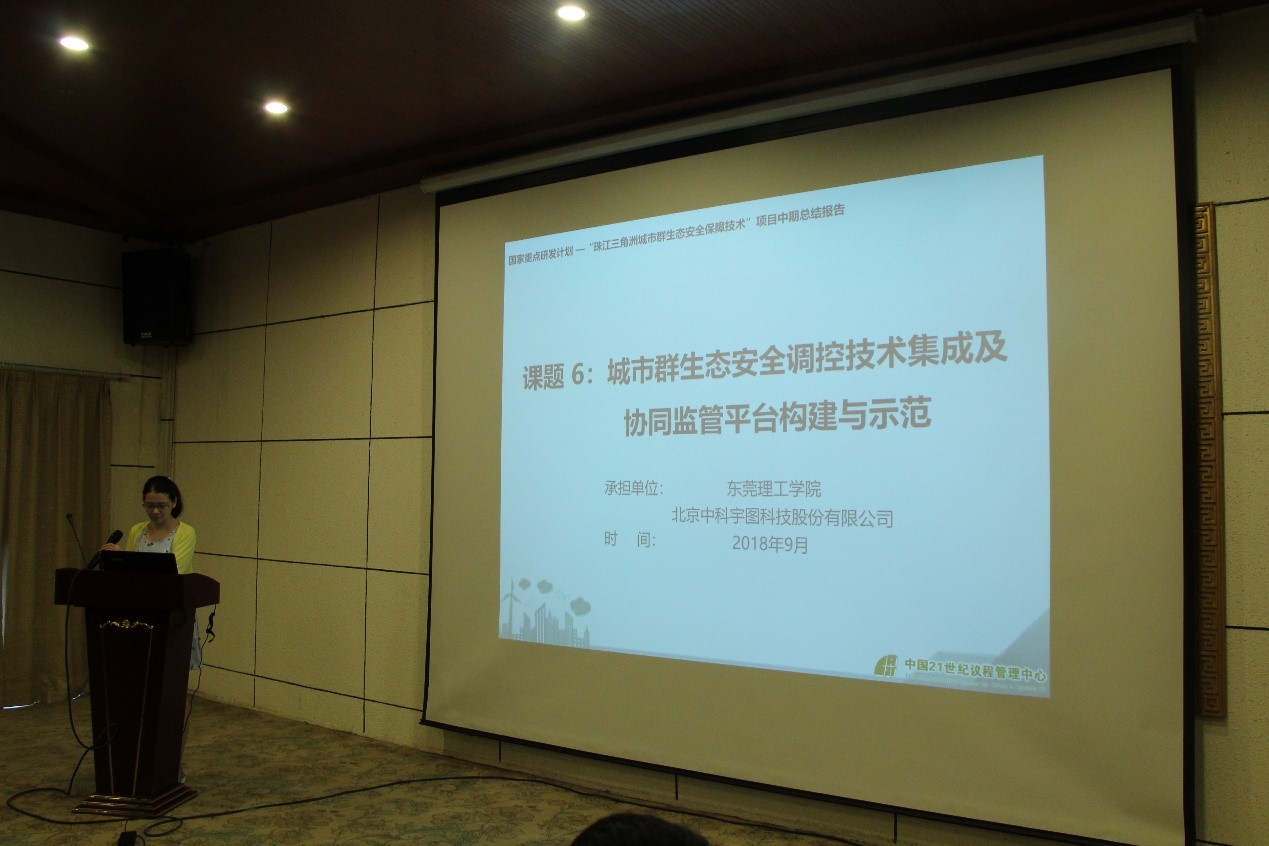 国家重点研发计划 — “珠江三角洲城市群生态安全保障技术”项目中期总结报告
课题 6：城市群生态安全调控技术集成及
协同监管平台构建与示范
承担单位： 东莞理工学院
北京中科宇图科技股份有限公司
时 间： 2018年9月
中国21世纪议程管理中心